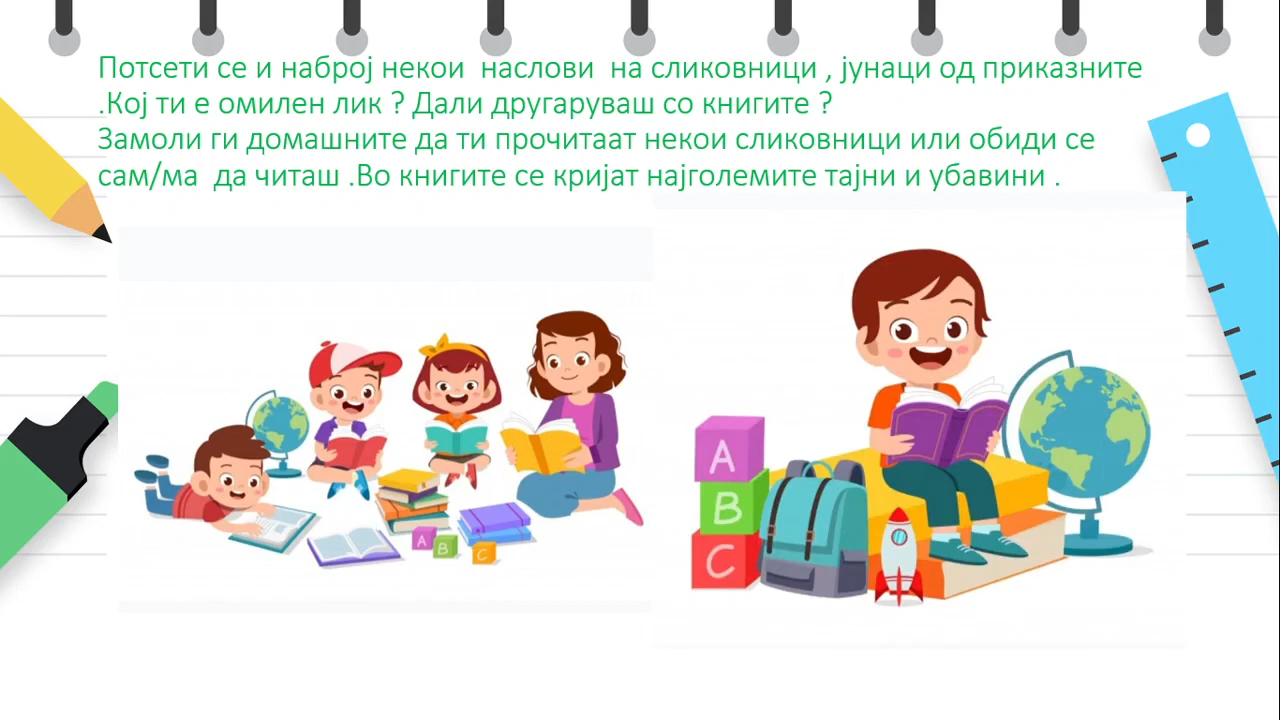 Потсети се и наброј некои  наслови  на сликовници , јунаци од приказните
.Кој ти е омилен лик ? Дали другаруваш со книгите ?
Замоли ги домашните да ти прочитаат некои сликовници или обиди се
сам/ма  да читаш .Во книгите се кријат најголемите тајни и убавини .
A
B
C
A
B
C